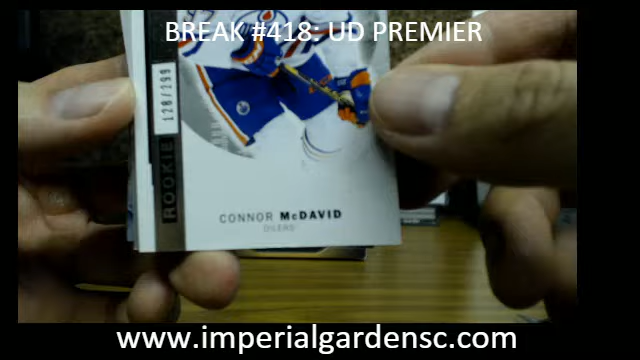 BREAK #418: UD PREMIER
128/299
ROOKIE
CONNOR McDAVID
OILERS
www.imperialgardensc.com